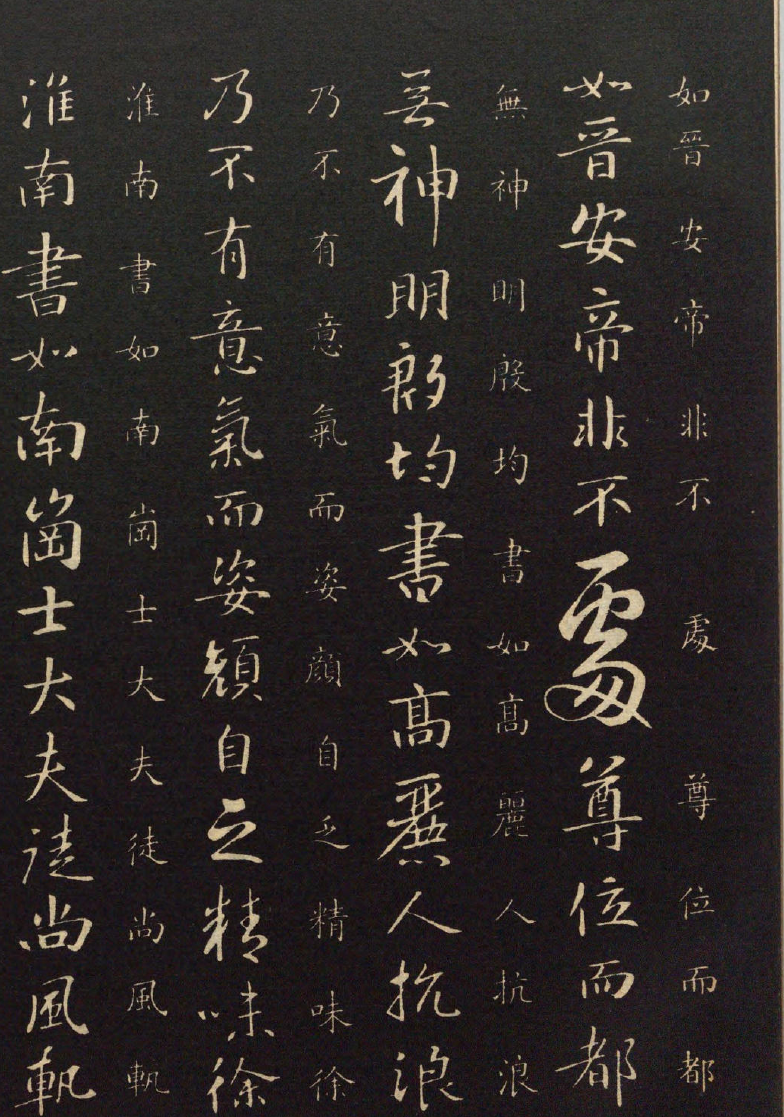 如晉安帝非不處尊位而都
如晉安帝非不處尊位而都
無神明殷均書如高麗人抗浪
無神明殷均書如高麗人抗浪
乃不有意氣而姿顔自乏精味徐
乃不有意氣而姿顔自乏精味徐
淮南書如南崗士大夫徒尚風軌
淮南書如南崗士大夫徒尚風軌